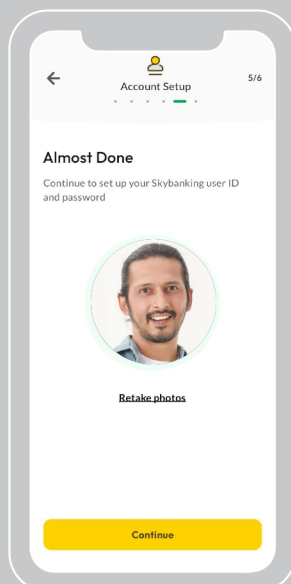 Account Setup
5/6
Almost Done
Continue to set up your Skybanking user ID
and password
Retake photos
Continue